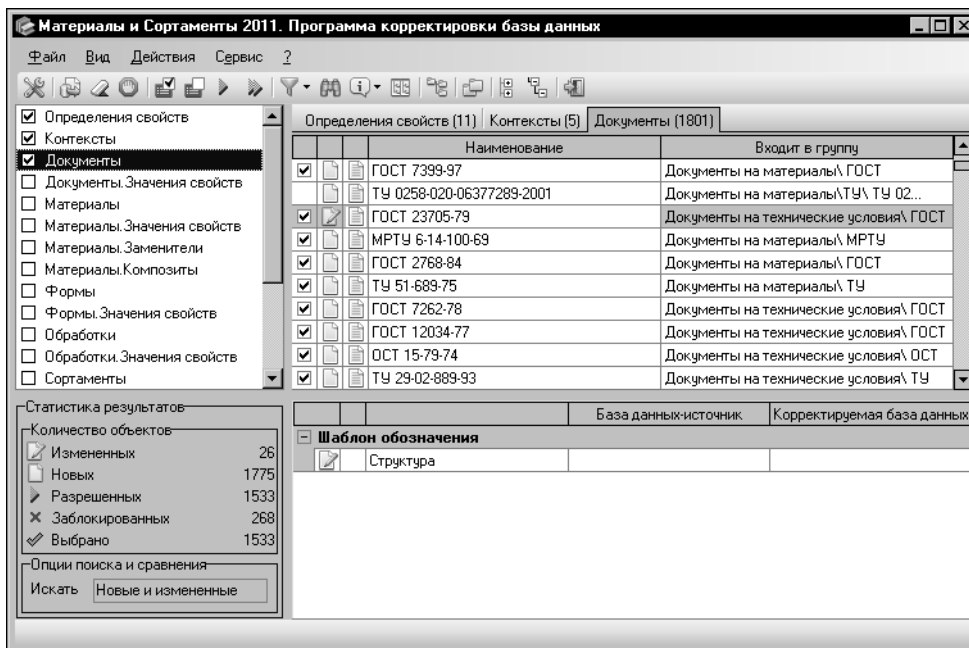 Материалы и Сортаменты 2011. Программа корректировки базы данных
Файл Вид Действия Сервис ?
Определения свойств
Контексты
Документы
Документы.Значения свойств
Материалы
Материалы.Значения свойств
Материалы.Заменители
Материалы.Композиты
Формы
Формы.Значения свойств
Обработки
Обработки.Значения свойств
Сортаменты
Определения свойств (11) Контексты (5) Документы (1801)
Наименование Входит в группу
ГОСТ 7399-97 Документы на материалы\ ГОСТ
ТУ 0258-020-06377289-2001 Документы на материалы\ТУ\ ТУ 02...
ГОСТ 23705-79 Документы на технические условия\ ГОСТ
МРТУ 6-14-100-69 Документы на материалы\ МРТУ
ГОСТ 2768-84 Документы на материалы\ ГОСТ
ТУ 51-689-75 Документы на материалы\ ТУ
ГОСТ 7262-78 Документы на технические условия\ ГОСТ
ГОСТ 12034-77 Документы на технические условия\ ГОСТ
ОСТ 15-79-74 Документы на технические условия\ ОСТ
ТУ 29-02-889-93 Документы на технические условия\ ТУ
Статистика результатов
Количество объектов
Измененных 26
Новых 1775
Разрешенных 1533
Заблокированных 268
Выбрано 1533
Опции поиска и сравнения
Искать Новые и измененные
База данных-источник Корректируемая база данных
Шаблон обозначения
Структура